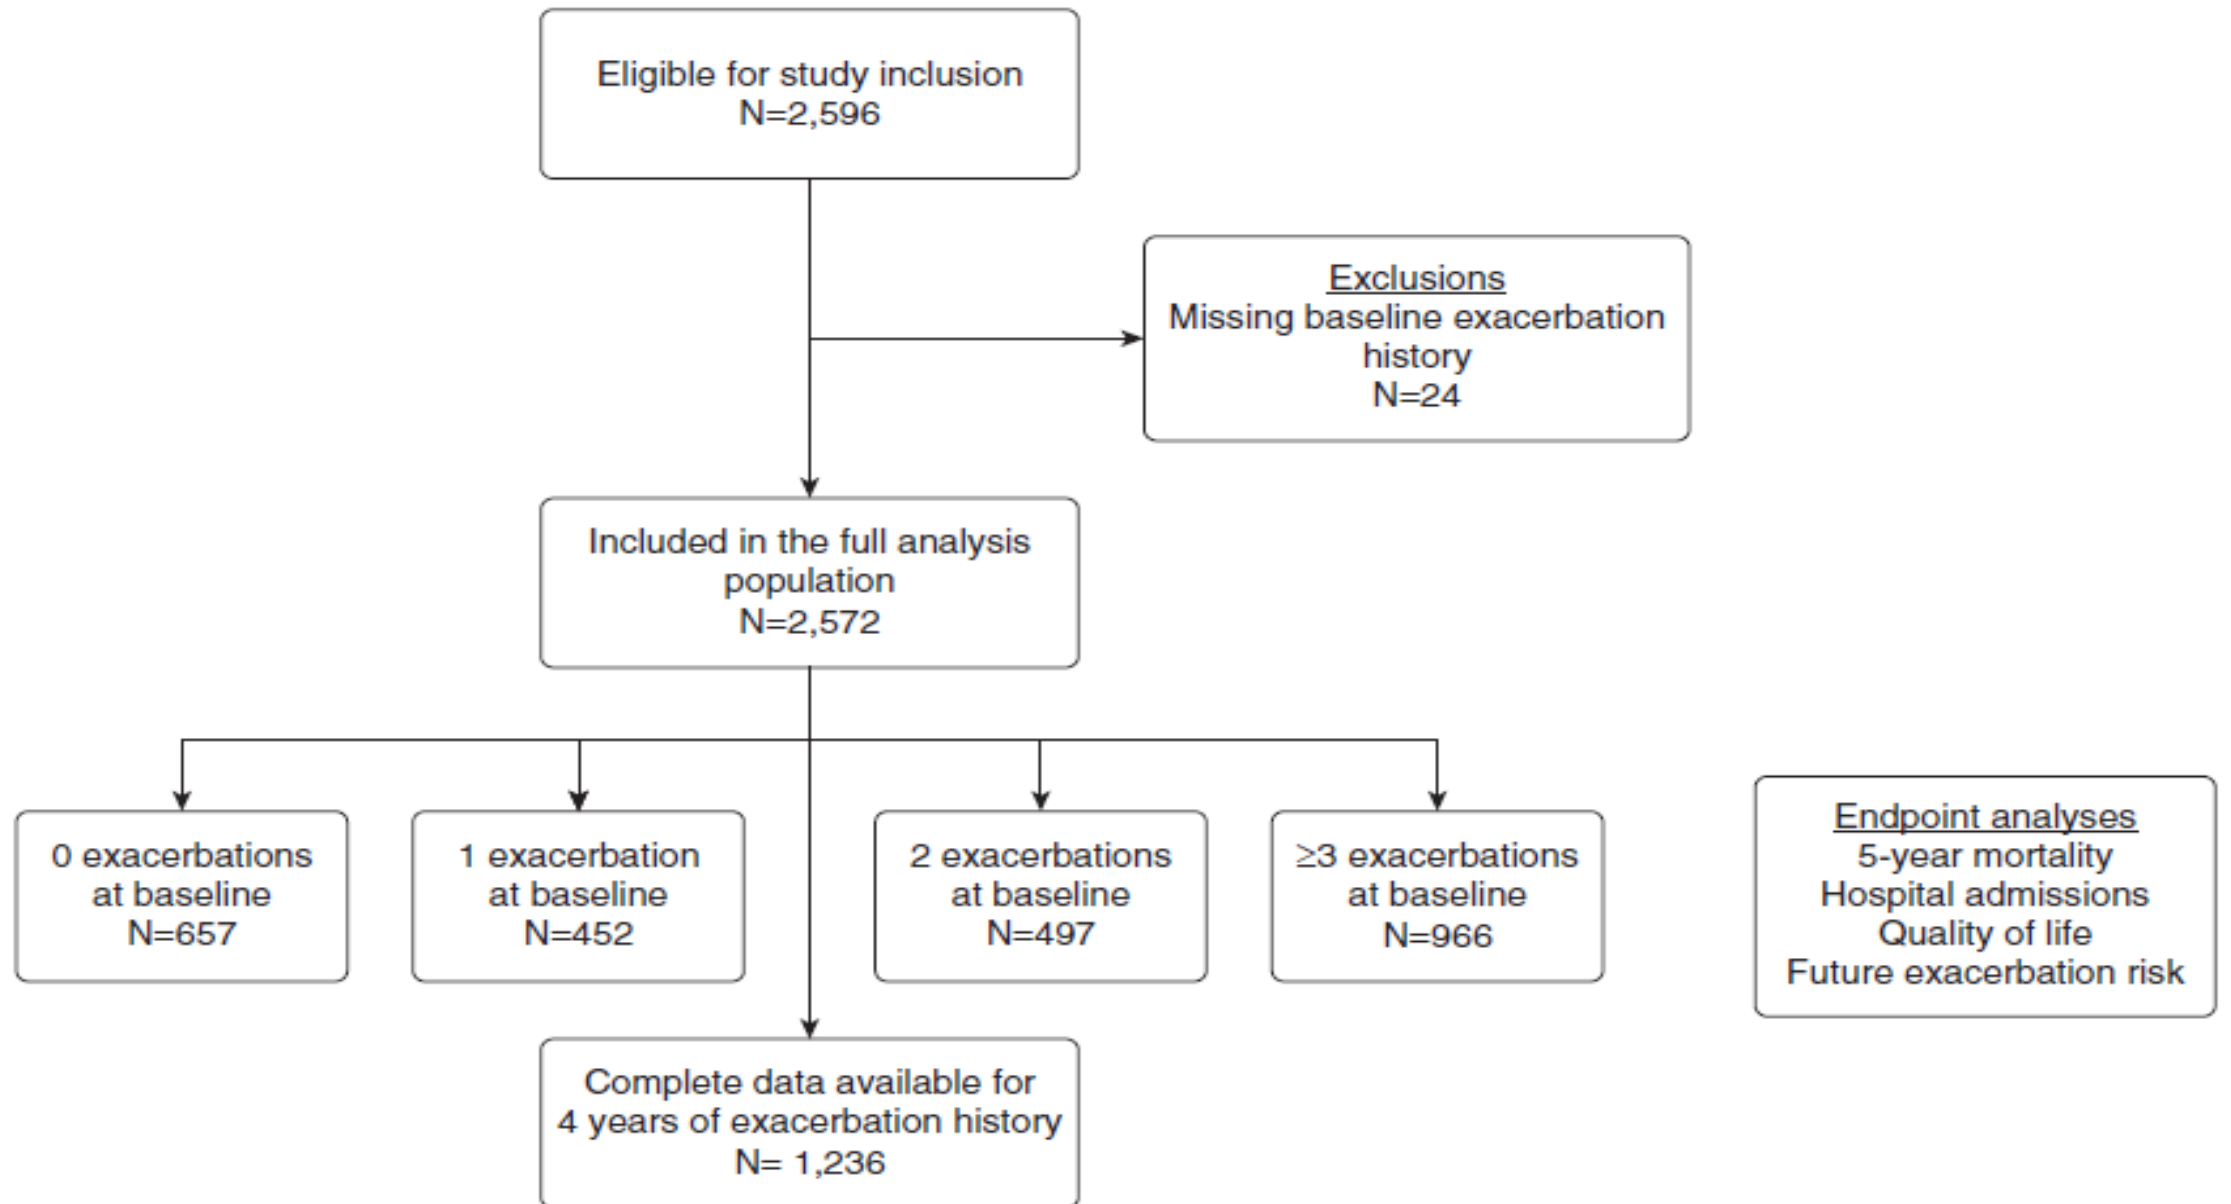 Eligible for study inclusion
N=2,596
Exclusions
Missing baseline exacerbation
history
N=24
Included in the full analysis
population
N=2,572
0 exacerbations
at baseline
N=657
1 exacerbation
at baseline
N=452
2 exacerbations
at baseline
N=497
≥3 exacerbations
at baseline
N=966
Endpoint analyses
5-year mortality
Hospital admissions
Quality of life
Future exacerbation risk
Complete data available for
4 years of exacerbation history
N= 1,236